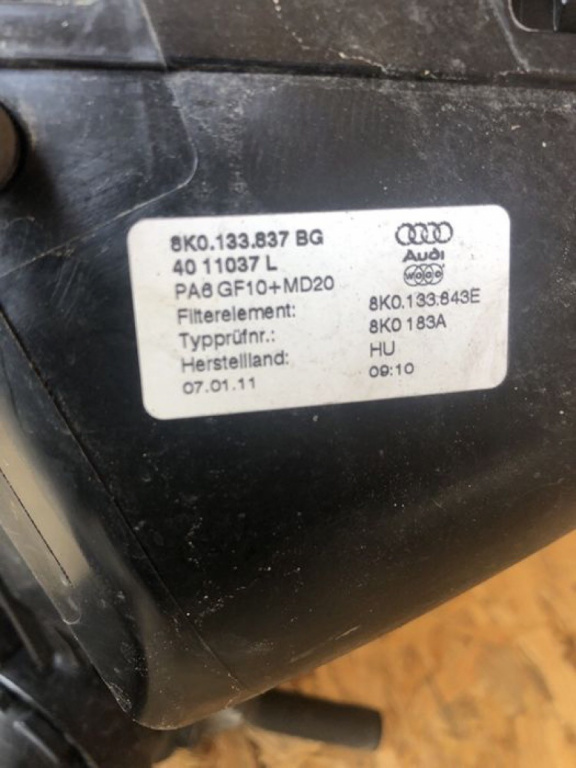 8K0.133.837 BG
40 11037 L
Audi
PA6 GF10+MD20
Filterelement: 8K0.133.843E
Typprüfnr.: 8K0 183A
Herstellland: HU
07.01.11 09:10